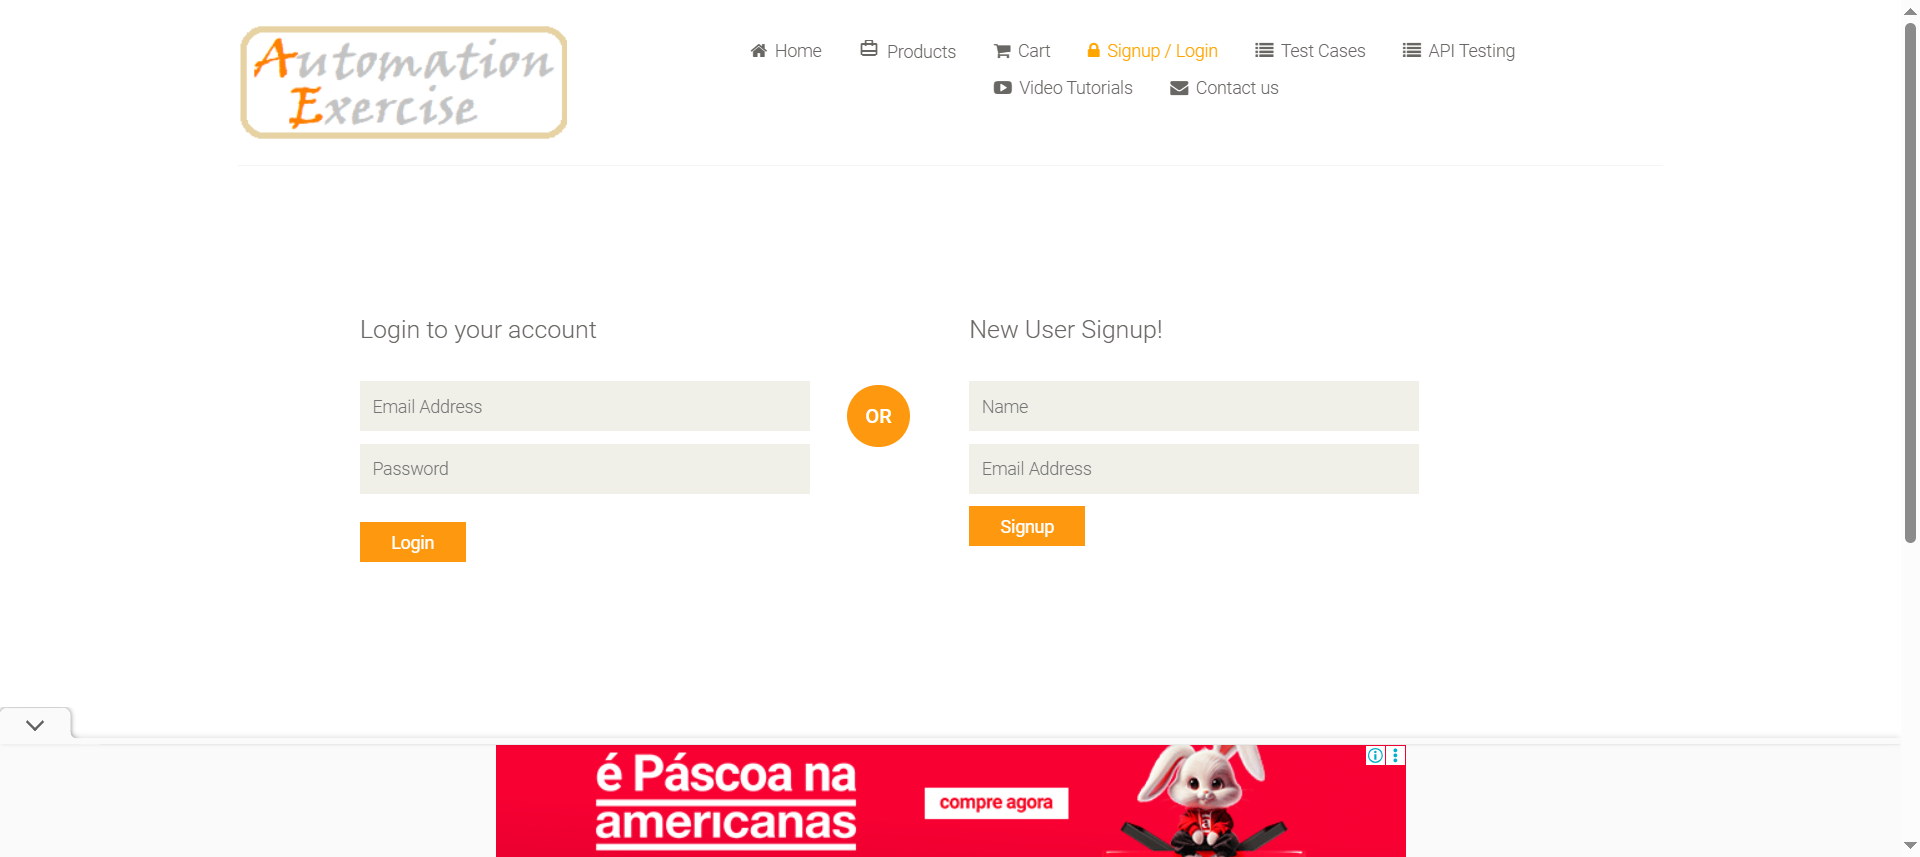 Automation
Exercise
Home
Products
Cart
Signup / Login
Test Cases
API Testing
Video Tutorials
Contact us
Login to your account
Email Address
Password
Login
OR
New User Signup!
Name
Email Address
Signup
é Páscoa na
americanas
compre agora